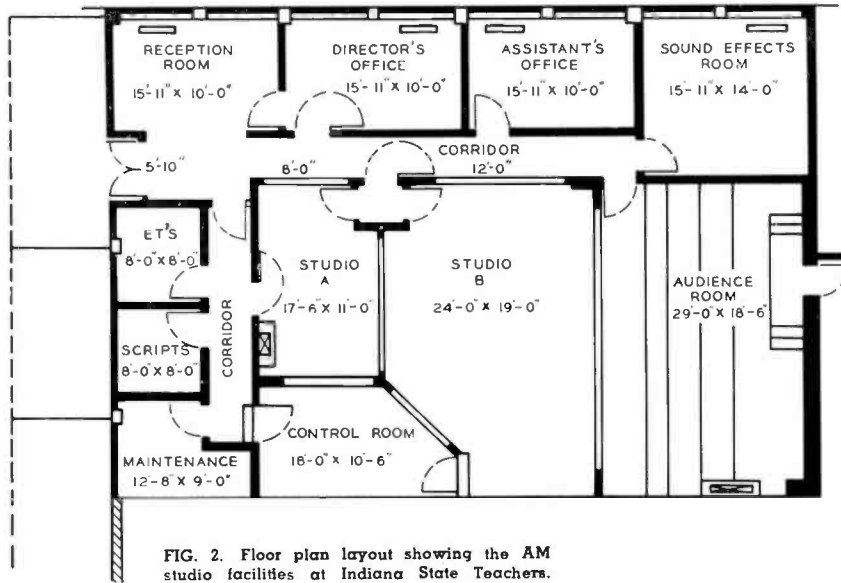 RECEPTION
ROOM
15'-11" X 10'-0"
DIRECTOR'S
OFFICE
15'-11" X 10'-0"
ASSISTANT'S
OFFICE
15'-11" X 10'-0"
SOUND EFFECTS
ROOM
15'-11" X 14'-0"
5'-10"
8'-0"
CORRIDOR
12'-0"
ET'S
8'-0" X 8'-0"
SCRIPTS
8'-0" X 8'-0"
CORRIDOR
STUDIO
A
17'-6" X 11'-0"
STUDIO
B
24'-0" X 19'-0"
AUDIENCE
ROOM
29'-0" X 18'-6"
MAINTENANCE
12'-8" X 9'-0"
CONTROL ROOM
18'-0" X 10'-6"
FIG. 2. Floor plan layout showing the AM
studio facilities at Indiana State Teachers.